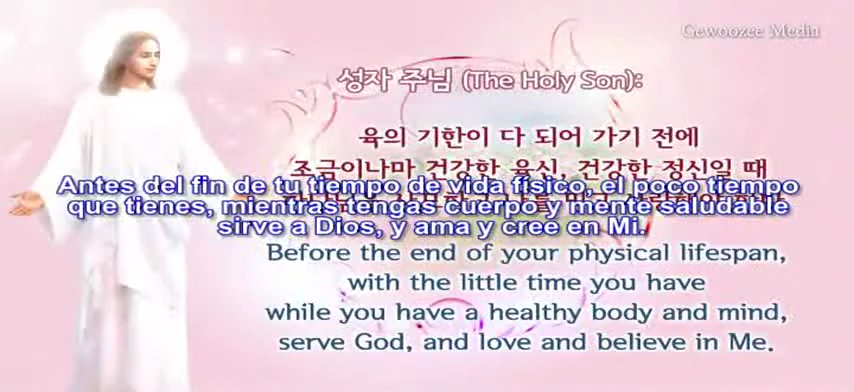 Gewoozee Media
성자 주님 (The Holy Son):
육의 기한이 다 되어 가기 전에
조금이나마 건강한 육신, 건강한 정신일 때
Antes del fin de tu tiempo de vida físico, el poco tiempo
que tienes, mientras tengas cuerpo y mente saludable
sirve a Dios, y ama y cree en Mi.
Before the end of your physical lifespan,
with the little time you have
while you have a healthy body and mind,
serve God, and love and believe in Me.